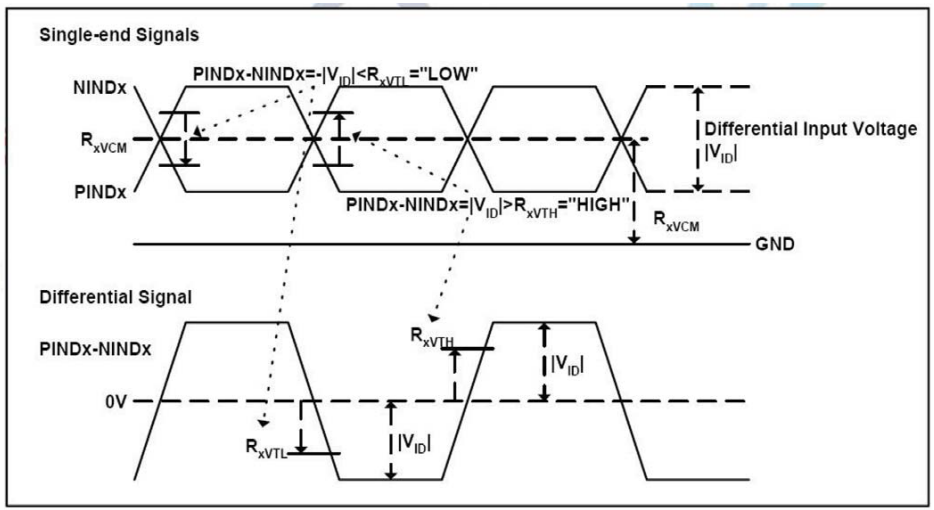 Single-end Signals
PINDx-NINDx=-|VID|<RxVTL="LOW"
NINDx
RxVCM
Differential Input Voltage
|VID|
PINDx
PINDx-NINDx=|VID|>RxVTH="HIGH"
RxVCM
GND
Differential Signal
PINDx-NINDx
RxVTH
|VID|
0V
RxVTL
|VID|